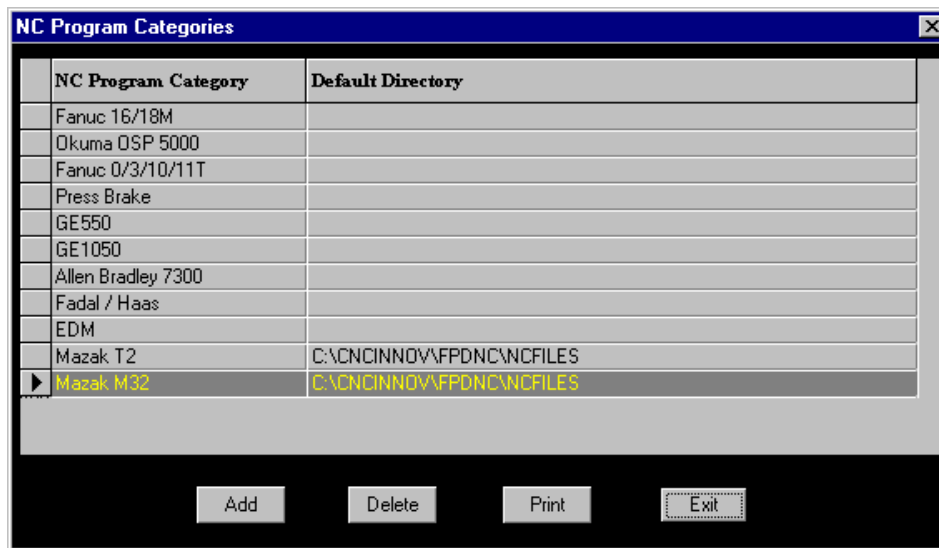 NC Program Categories
NC Program Category Default Directory
Fanuc 16/18M
Okuma OSP 5000
Fanuc 0/3/10/11T
Press Brake
GE550
GE1050
Allen Bradley 7300
Fadal / Haas
EDM
Mazak T2 C:\CNCINNOV\FPDNC\NCFILES
Mazak M32 C:\CNCINNOV\FPDNC\NCFILES
Add Delete Print Exit